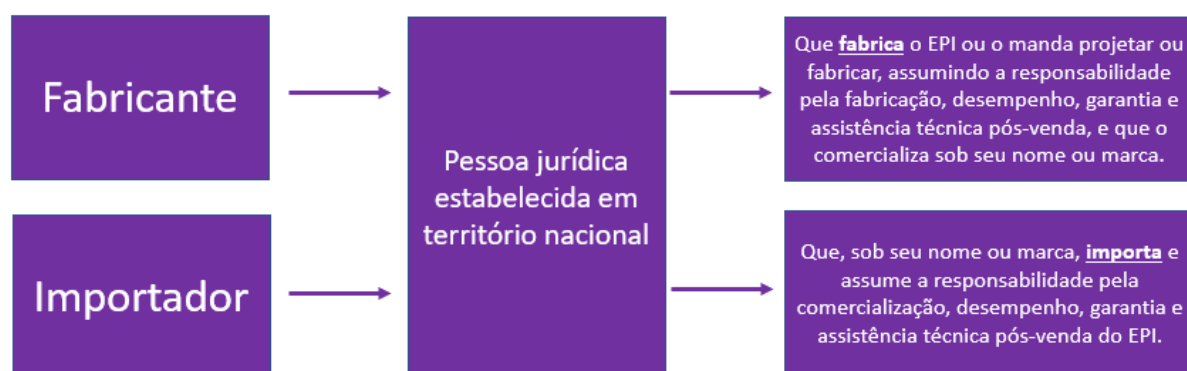 Fabricante
Importador
Pessoa jurídica
estabelecida em
território nacional
Que fabrica o EPI ou o manda projetar ou
fabricar, assumindo a responsabilidade
pela fabricação, desempenho, garantia e
assistência técnica pós-venda, e que o
comercializa sob seu nome ou marca.
Que, sob seu nome ou marca, importa e
assume a responsabilidade pela
comercialização, desempenho, garantia e
assistência técnica pós-venda do EPI.